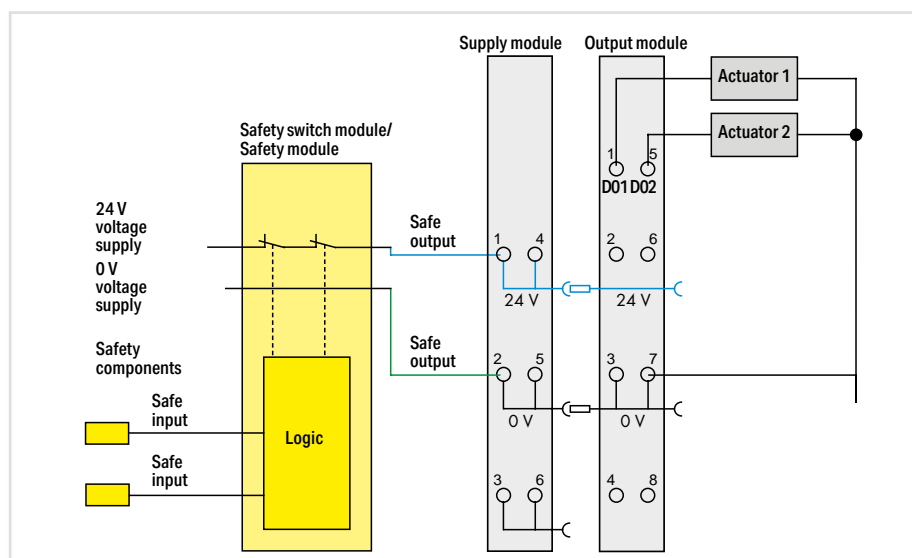 Supply module
Output module
Actuator 1
Actuator 2
Safety switch module/
Safety module
1
5
D01 D02
24 V
voltage
supply
Safe
output
1
4
2
6
24 V
24 V
0 V
voltage
supply
Safety
components
Safe
output
2
5
3
7
0 V
0 V
Safe
input
Logic
Safe
input
3
6
4
8